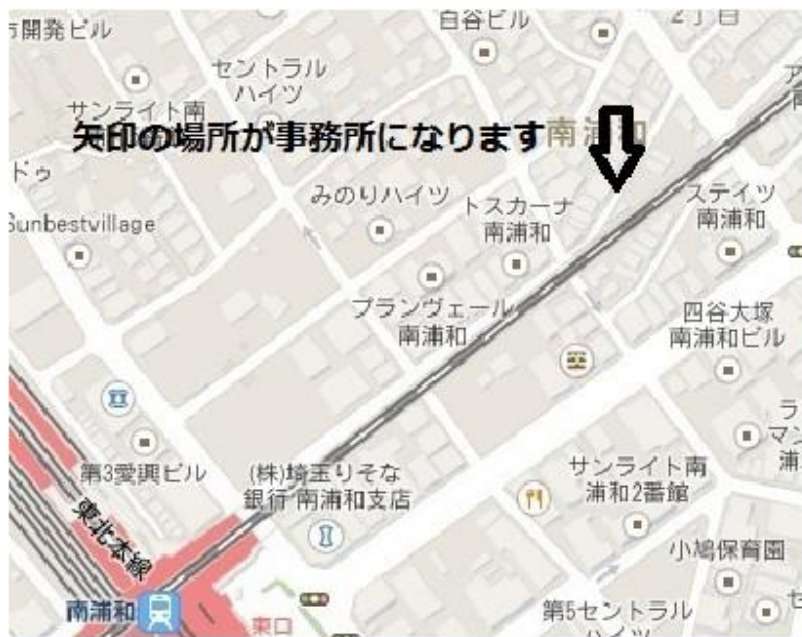 市開発ビル
白谷ビル
2丁目
セントラル
ハイツ
サンライト南
矢印の場所が事務所になります
南浦和
ドゥ
みのりハイツ
トスカーナ
南浦和
ステイツ
南浦和
Sunbestvillage
プランヴェール
南浦和
四谷大塚
南浦和ビル
第3愛興ビル
(株)埼玉りそな
銀行 南浦和支店
サンライト南
浦和2番館
東北本線
小鳩保育園
南浦和
東口
第5セントラル
ハイツ